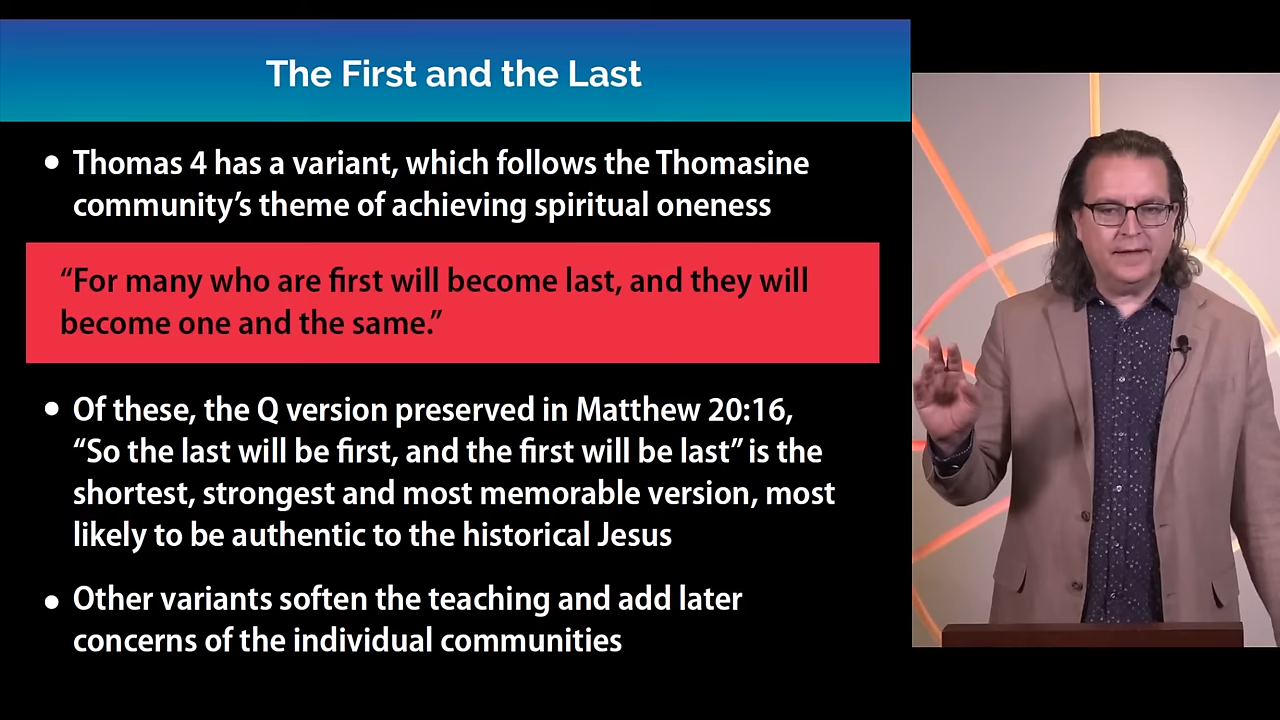 The First and the Last
• Thomas 4 has a variant, which follows the Thomasine
community’s theme of achieving spiritual oneness
“For many who are first will become last, and they will
become one and the same.”
• Of these, the Q version preserved in Matthew 20:16,
“So the last will be first, and the first will be last” is the
shortest, strongest and most memorable version, most
likely to be authentic to the historical Jesus
• Other variants soften the teaching and add later
concerns of the individual communities